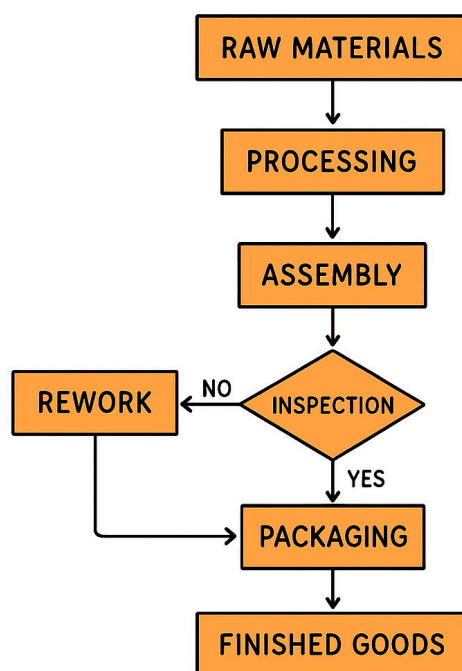 RAW MATERIALS
PROCESSING
ASSEMBLY
INSPECTION
NO
REWORK
YES
PACKAGING
FINISHED GOODS